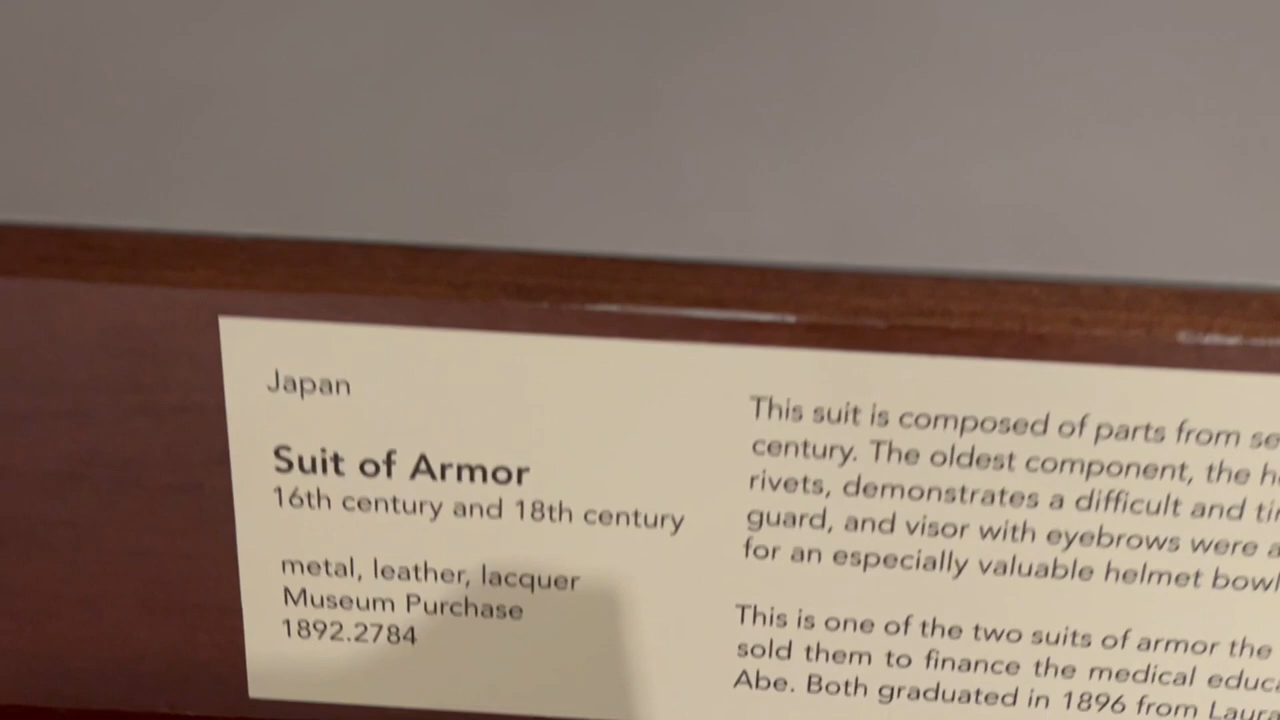 Japan
Suit of Armor
16th century and 18th century
metal, leather, lacquer
Museum Purchase
1892.2784
This suit is composed of parts from
century. The oldest component, the
rivets, demonstrates a difficult and
guard, and visor with eyebrows were
for an especially valuable helmet bowl
This is one of the two suits of armor the
sold them to finance the medical
Abe. Both graduated in 1896 from